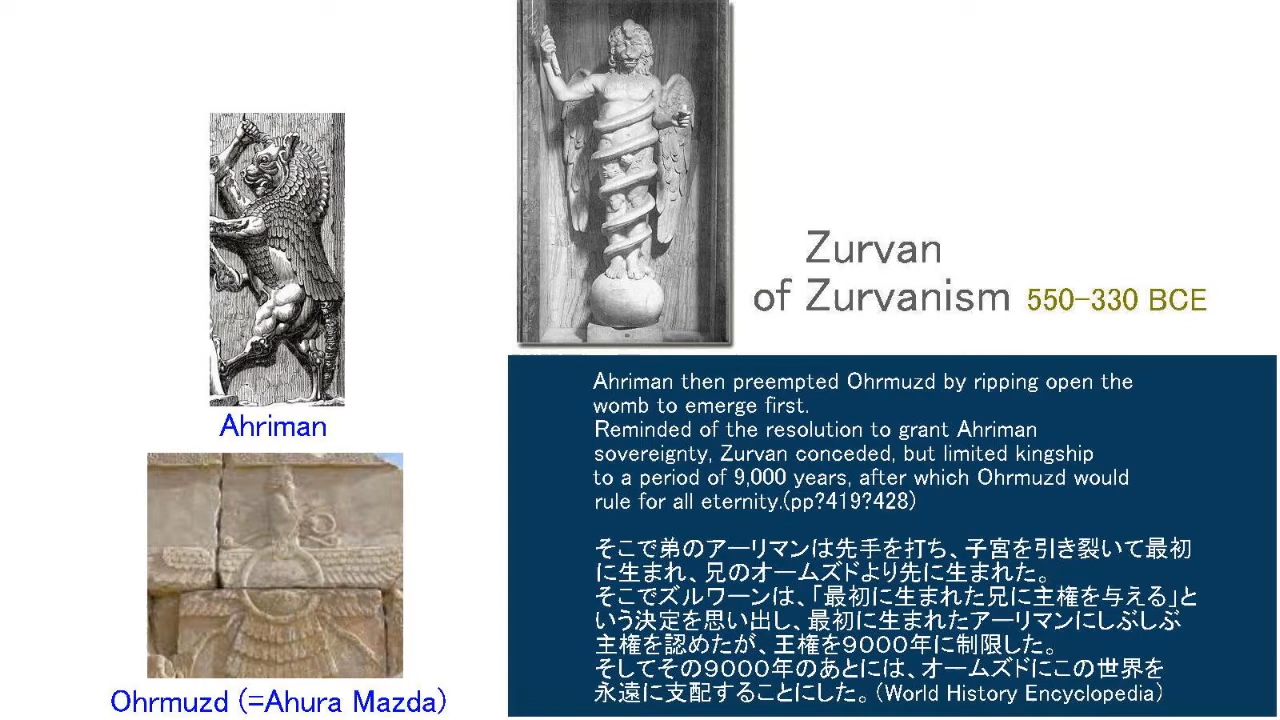 Zurvan
of Zurvanism 550-330 BCE
Ahriman
Ohrmuzd (=Ahura Mazda)
Ahriman then preempted Ohrmuzd by ripping open the
womb to emerge first.
Reminded of the resolution to grant Ahriman
sovereignty, Zurvan conceded, but limited kingship
to a period of 9,000 years, after which Ohrmuzd would
rule for all eternity.(pp?419?428)
そこで弟のアーリマンは先手を打ち、子宮を引き裂いて最初
に生まれ、兄のオームズドより先に生まれた。
そこでズルワーンは、「最初に生まれた兄に主権を与える」と
いう決定を思い出し、最初に生まれたアーリマンにしぶしぶ
主権を認めたが、王権を９０００年に制限した。
そしてその９０００年のあとには、オームズドにこの世界を
永遠に支配することにした。（World History Encyclopedia）